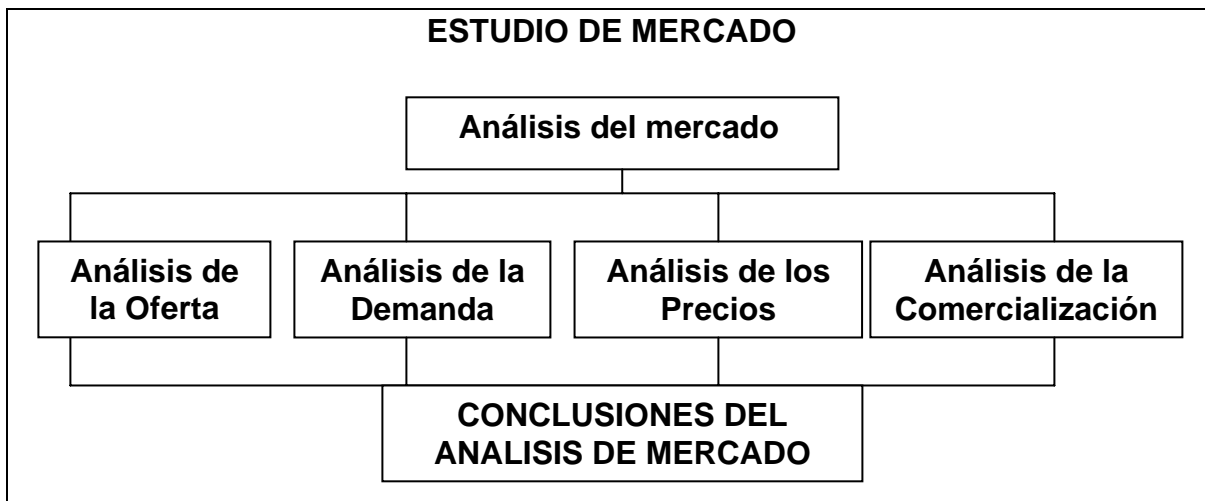 ESTUDIO DE MERCADO
Análisis del mercado
Análisis de
la Oferta
Análisis de la
Demanda
Análisis de los
Precios
Análisis de la
Comercialización
CONCLUSIONES DEL
ANALISIS DE MERCADO